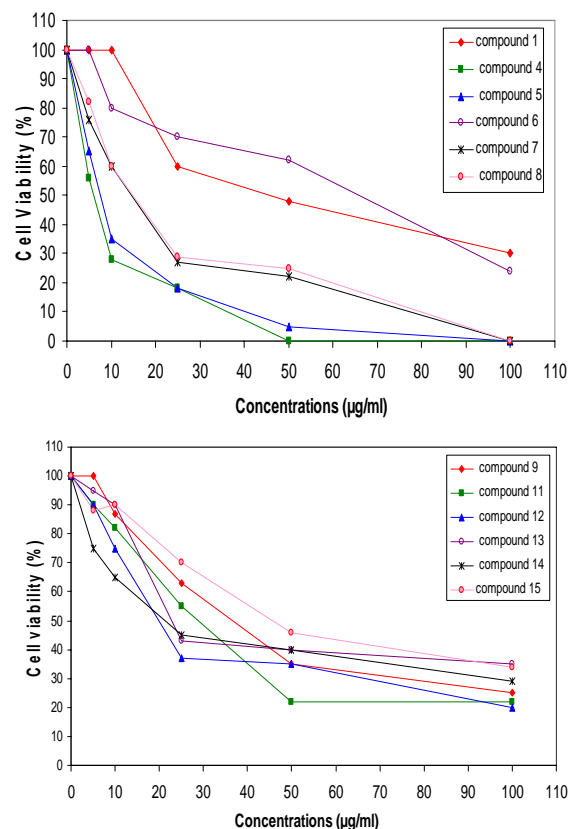 110
100
90
80
70
60
50
40
30
20
10
0
Cell Viability (%)
compound 1
compound 4
compound 5
compound 6
compound 7
compound 8
0 10 20 30 40 50 60 70 80 90 100 110
Concentrations (µg/ml)
110
100
90
80
70
60
50
40
30
20
10
0
Cell viability (%)
compound 9
compound 11
compound 12
compound 13
compound 14
compound 15
0 10 20 30 40 50 60 70 80 90 100 110
Concentrations (µg/ml)